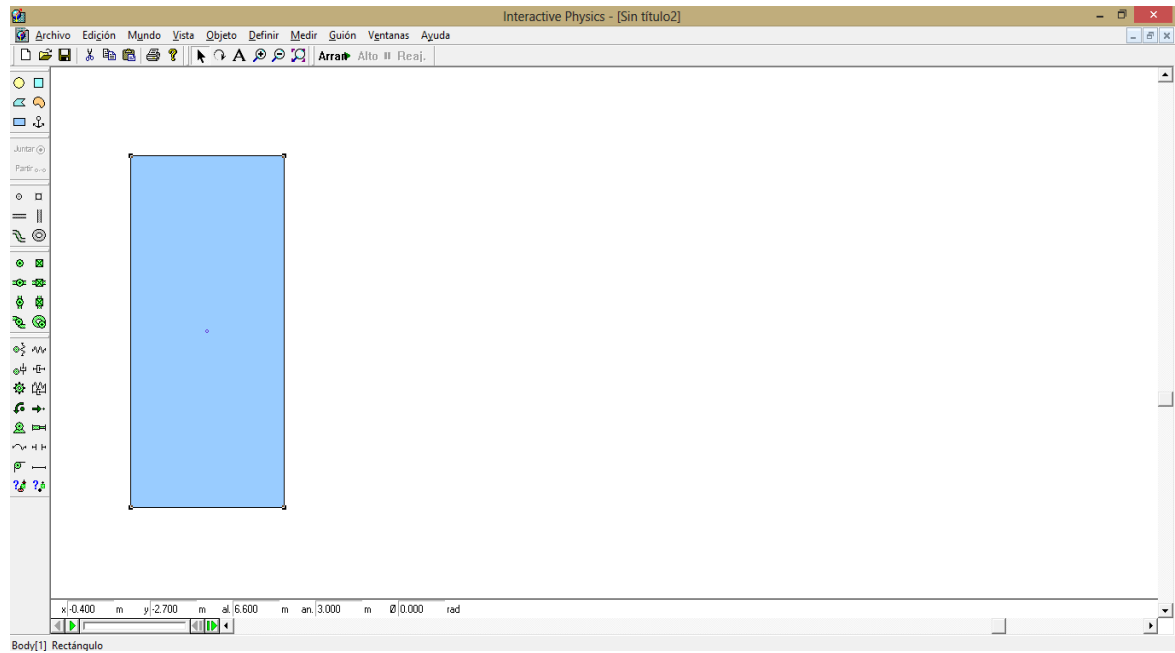 Interactive Physics - [Sin título2]
Archivo Edición Mundo Vista Objeto Definir Medir Guión Ventanas Ayuda
A Arran Alto Reaj.
Juntar
Partir
x -0.400 m y -2.700 m al. 6.600 m an. 3.000 m Ø 0.000 rad
Body[1] Rectángulo